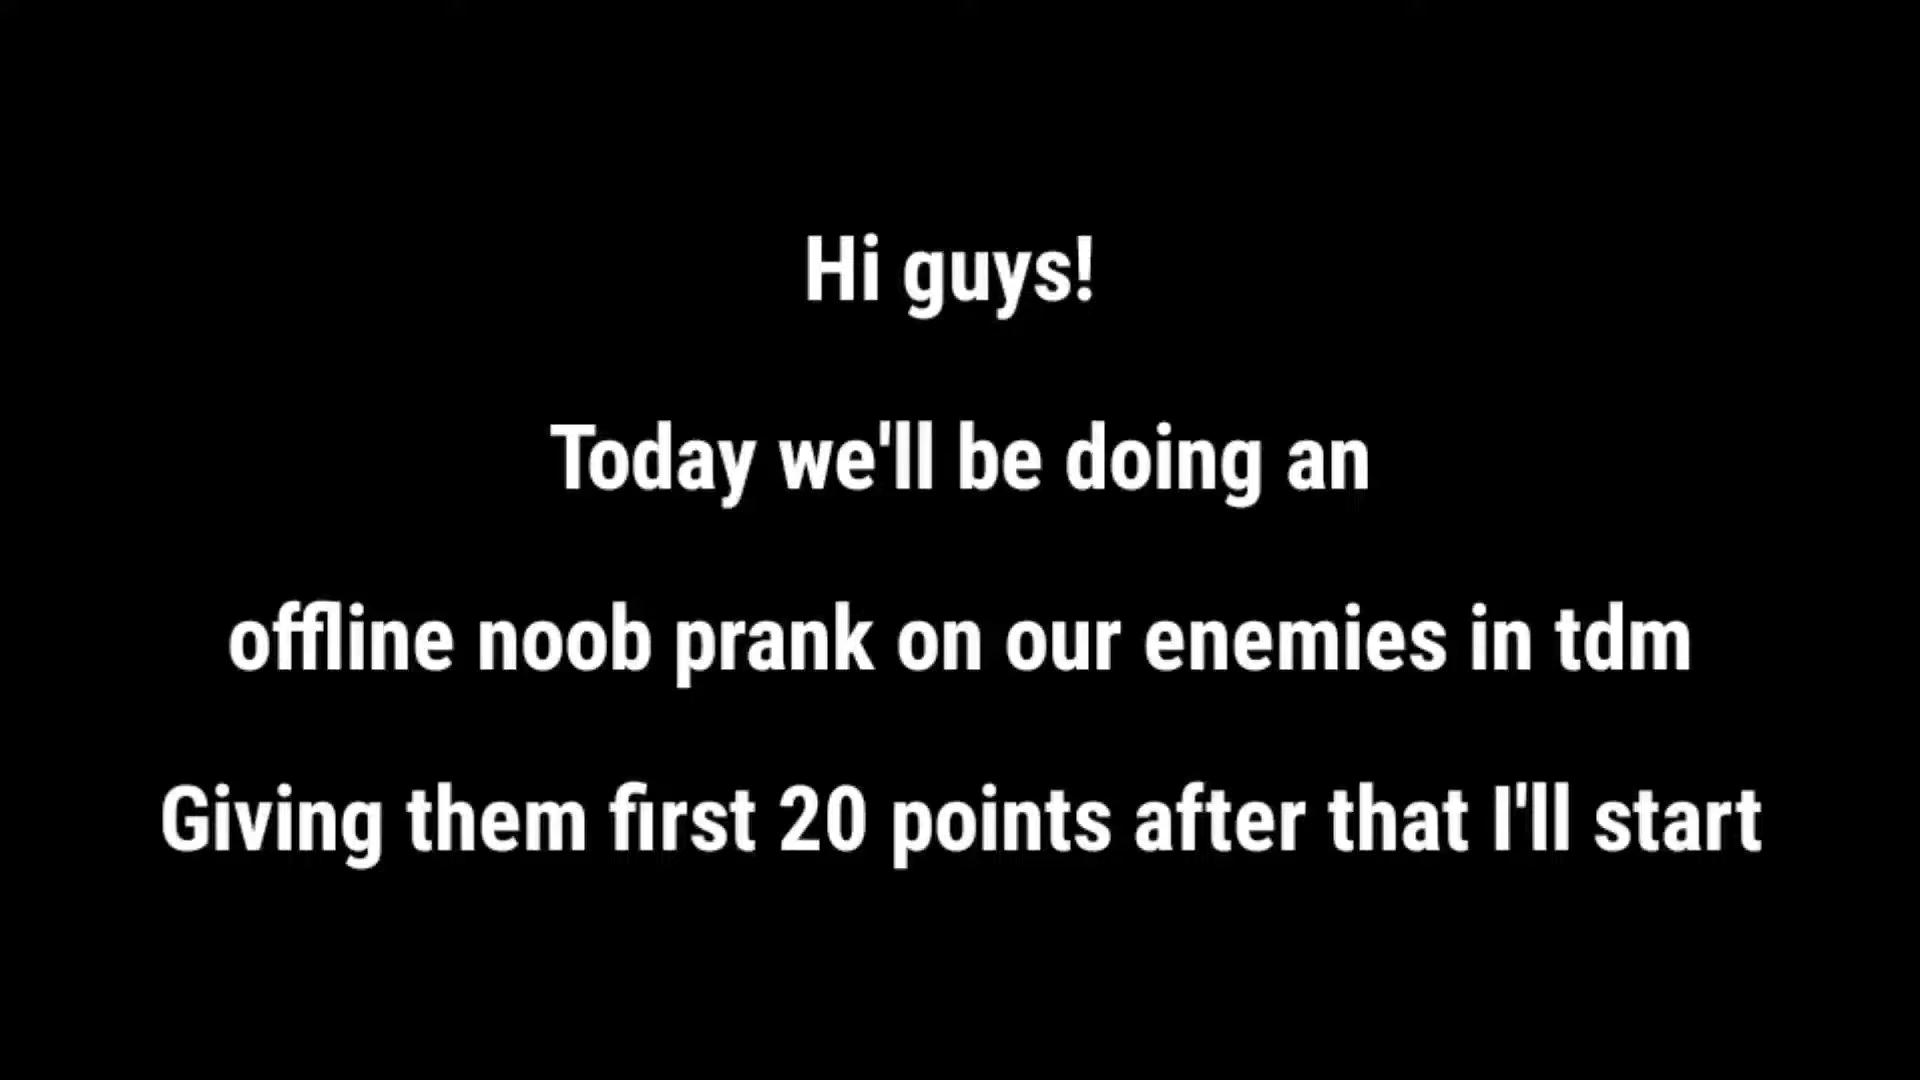 Hi guys!
Today we'll be doing an
offline noob prank on our enemies in tdm
Giving them first 20 points after that I'll start